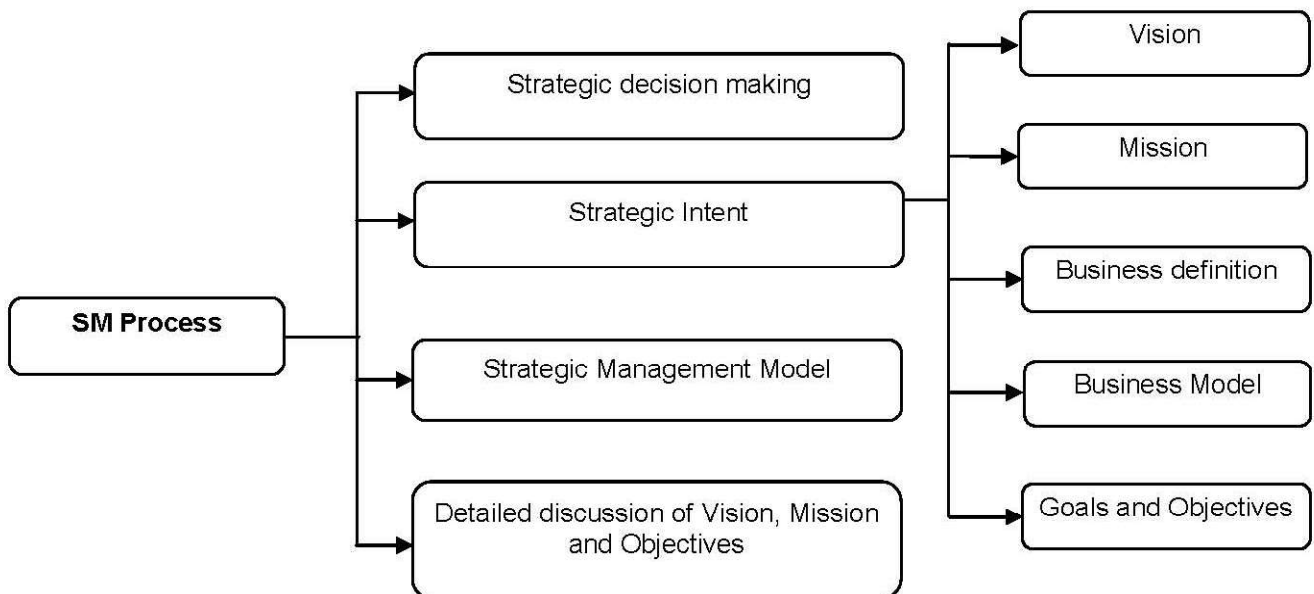 SM Process
Strategic decision making
Strategic Intent
Strategic Management Model
Detailed discussion of Vision, Mission
and Objectives
Vision
Mission
Business definition
Business Model
Goals and Objectives